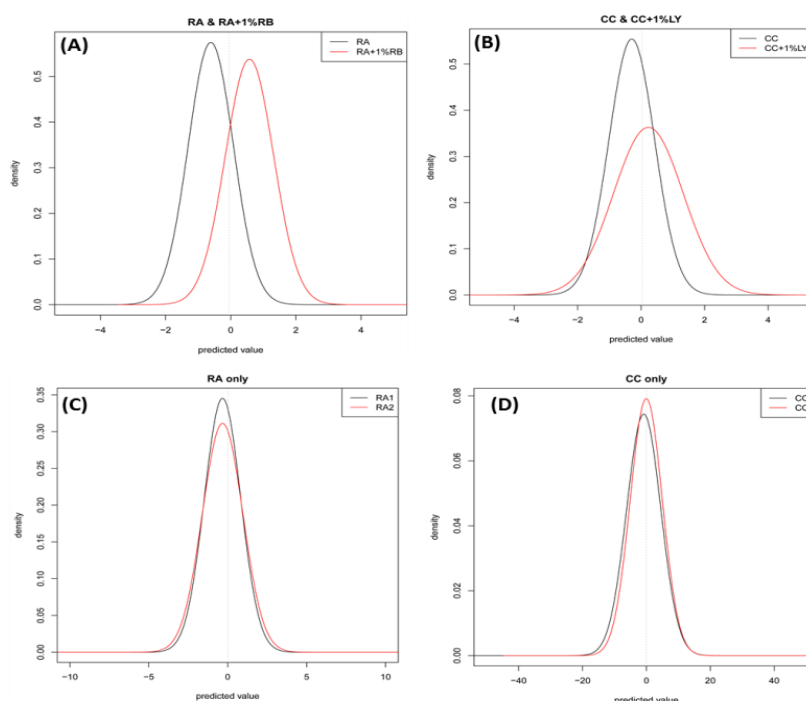 RA & RA+1%RB
(A)
RA
RA+1%RB
density
0.0 0.1 0.2 0.3 0.4 0.5
-4 -2 0 2 4
predicted value
CC & CC+1%LY
(B)
CC
CC+1%LY
density
0.0 0.1 0.2 0.3 0.4 0.5
-4 -2 0 2 4
predicted value
RA only
(C)
RA1
RA2
density
0.00 0.05 0.10 0.15 0.20 0.25 0.30 0.35
-10 -5 0 5 10
predicted value
CC only
(D)
CC
CC
density
0.00 0.02 0.04 0.06 0.08
-40 -20 0 20 40
predicted value